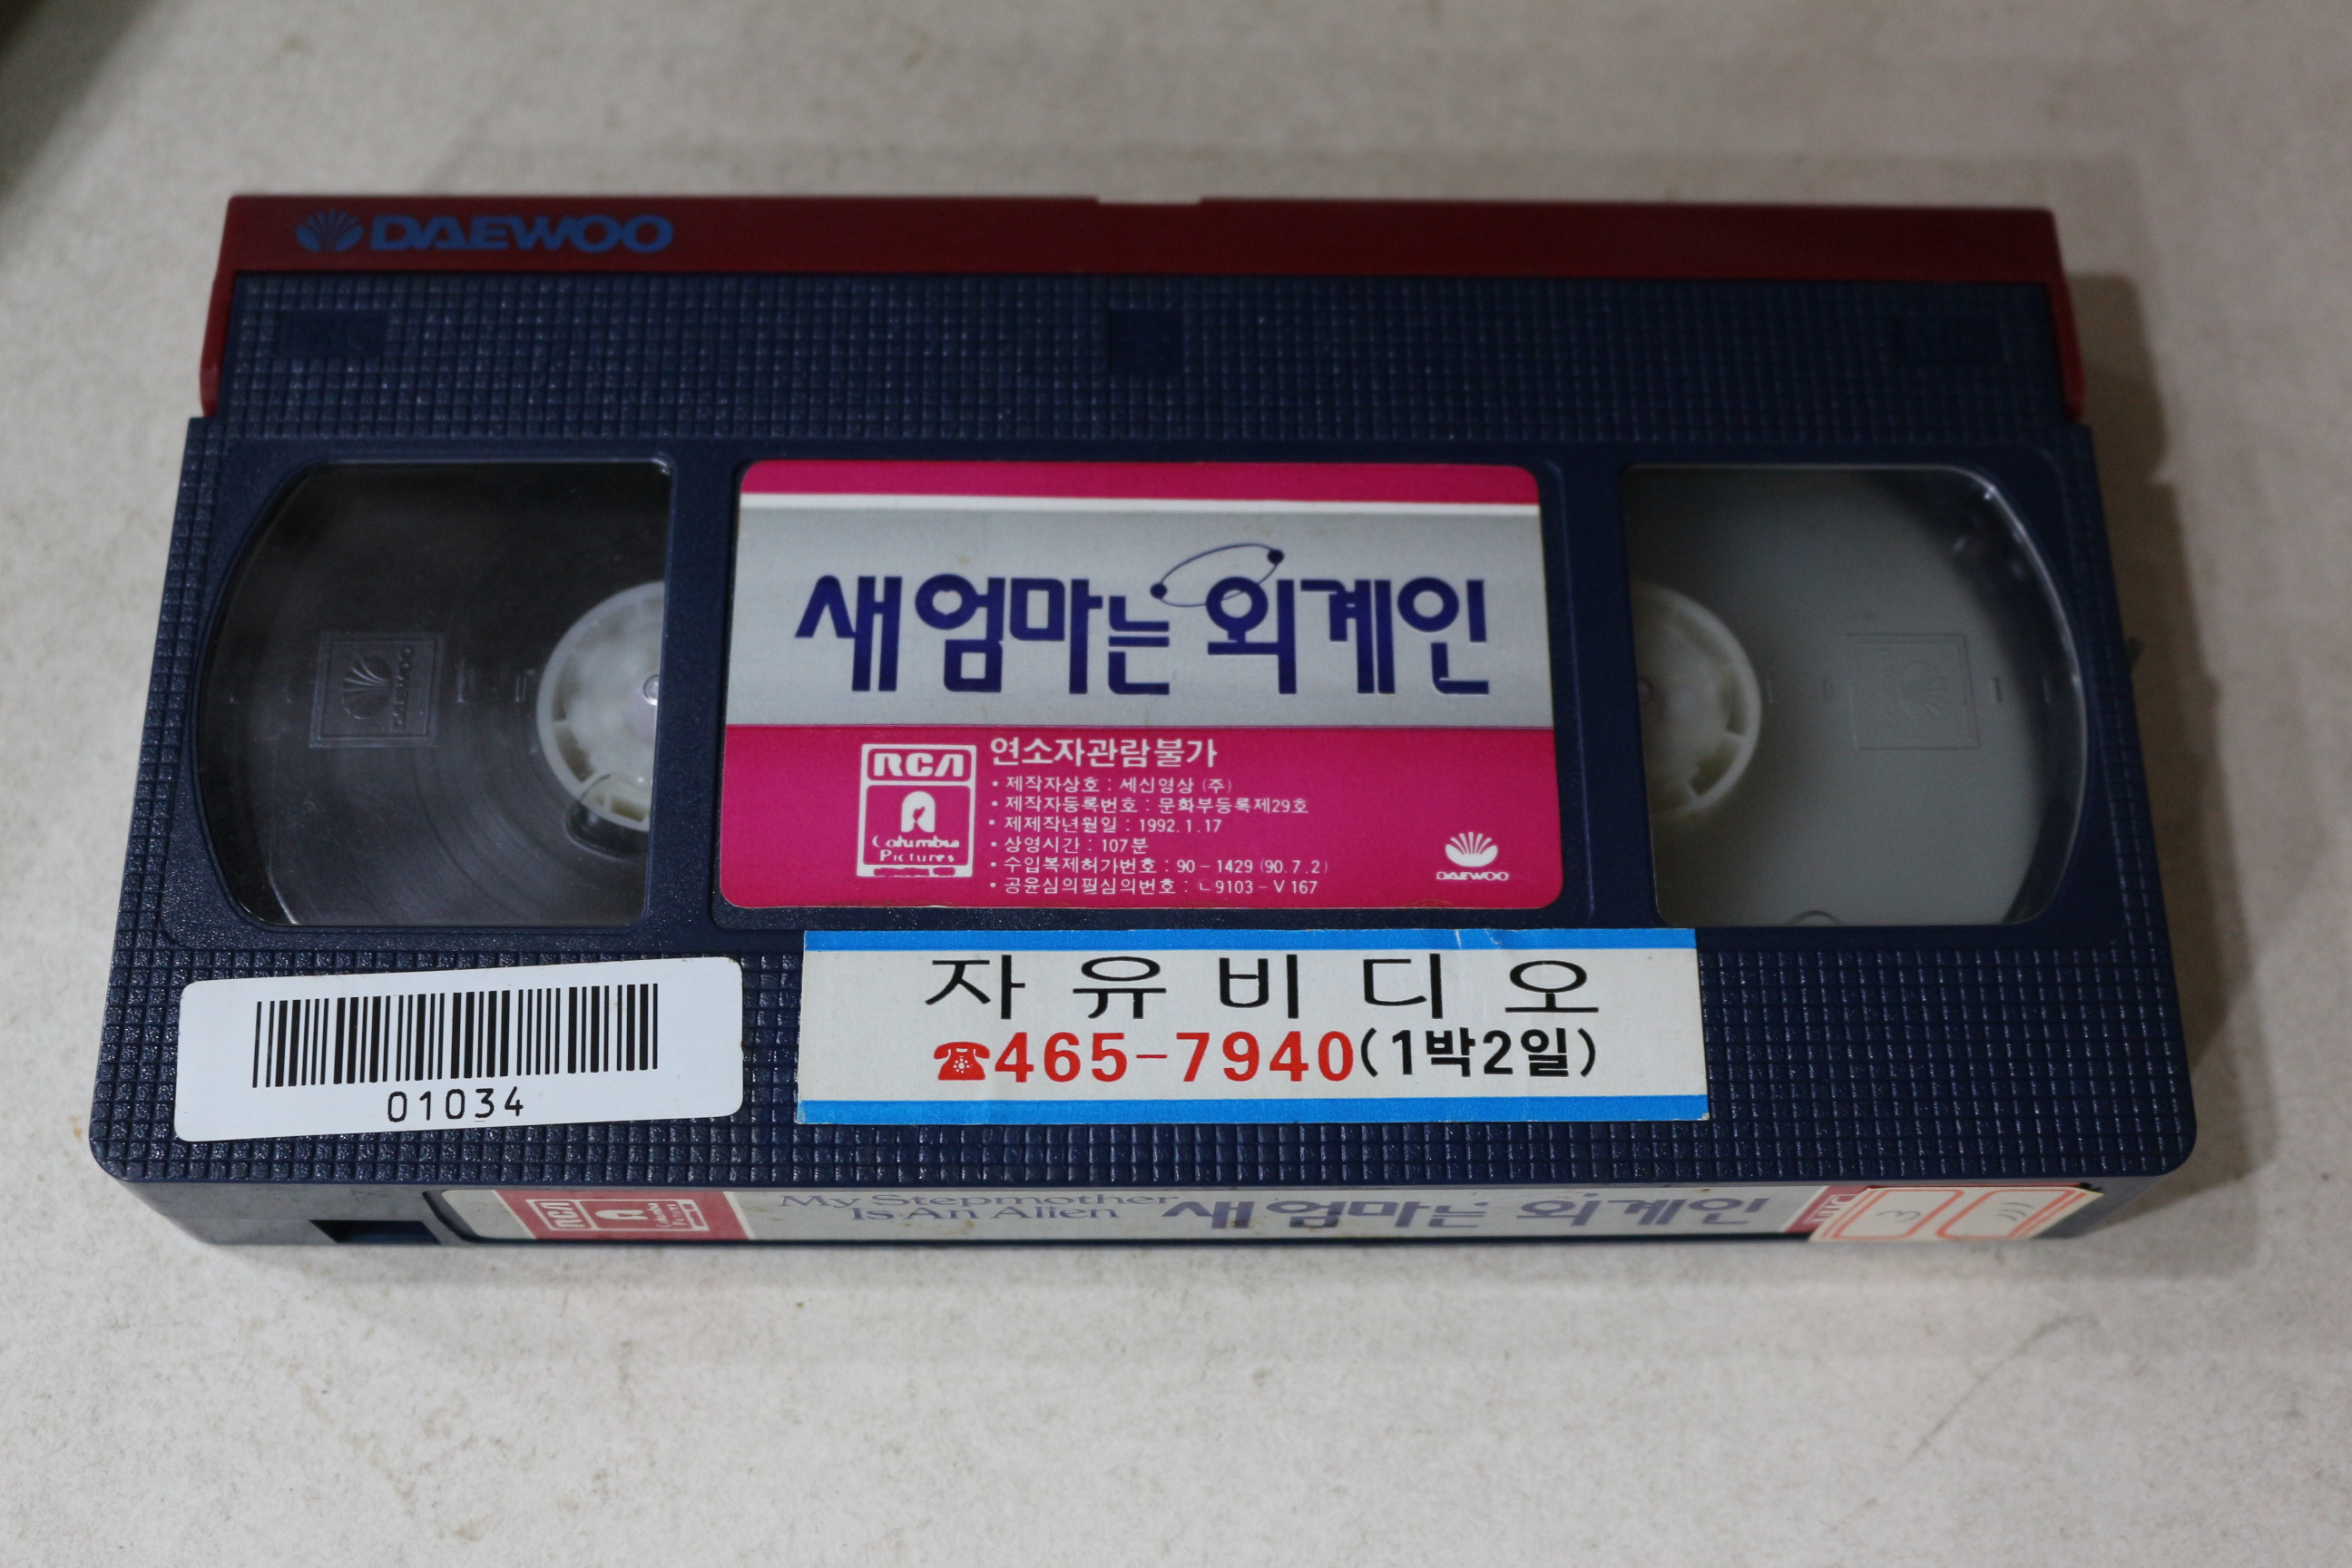 DAEWOO
새엄마는 외계인
RCA
Columbia
Pictures
연소자관람불가
• 제작자상호 : 세신영상 (주)
• 제작자등록번호 : 문화부등록제29호
• 제제작년월일 : 1992. 1. 17
• 상영시간 : 107분
• 수입복제허가번호 : 90 - 1429 (90. 7. 2)
• 공윤심의필심의번호 : ㄴ9103 - V 167
DAEWOO
자유비디오
☎465-7940(1박2일)
01034
RCA
Columbia
Pictures
My Stepmother
Is An Alien
새엄마는 외계인
3